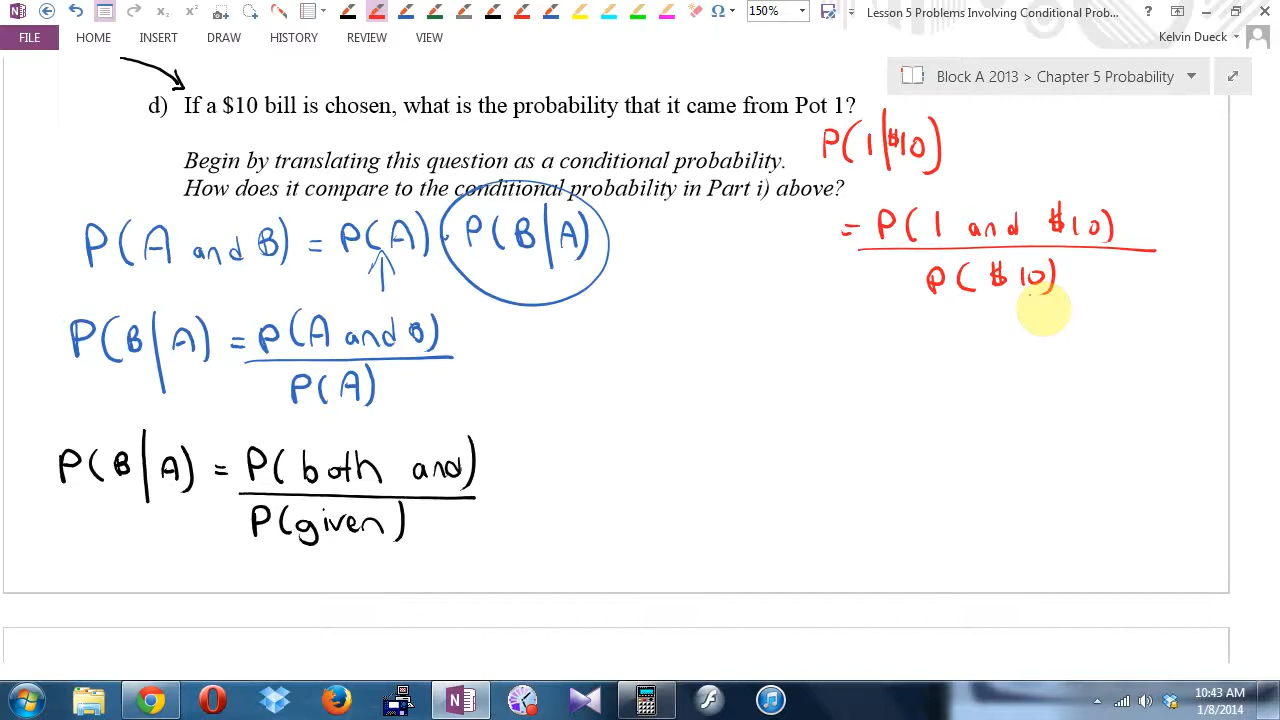 150%
Lesson 5 Problems Involving Conditional Prob...
FILE HOME INSERT DRAW HISTORY REVIEW VIEW
Kelvin Dueck
Block A 2013 > Chapter 5 Probability
d) If a $10 bill is chosen, what is the probability that it came from Pot 1?
P(1|$10)
Begin by translating this question as a conditional probability.
How does it compare to the conditional probability in Part i) above?
P(A and B) = P(A) · P(B|A)
= P(1 and $10)
P($10)
P(B|A) = P(A and B)
P(A)
P(B|A) = P(both and)
P(given)
10:43 AM
1/8/2014